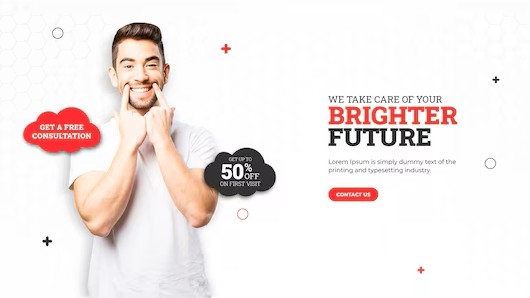 GET A FREE
CONSULTATION
GET UP TO
50% OFF
ON FIRST VISIT
WE TAKE CARE OF YOUR
BRIGHTER
FUTURE
Lorem Ipsum is simply dummy text of the
printing and typesetting industry.
CONTACT US